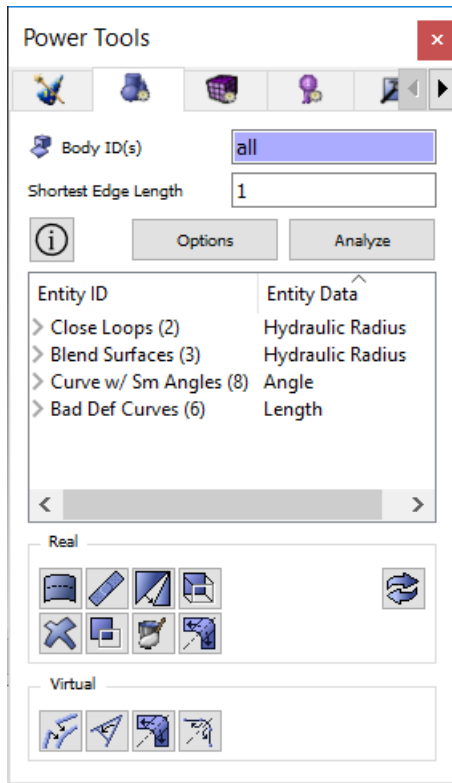 Power Tools
Body ID(s) all
Shortest Edge Length 1
Options Analyze
Entity ID Entity Data
Close Loops (2) Hydraulic Radius
Blend Surfaces (3) Hydraulic Radius
Curve w/ Sm Angles (8) Angle
Bad Def Curves (6) Length
Real
Virtual